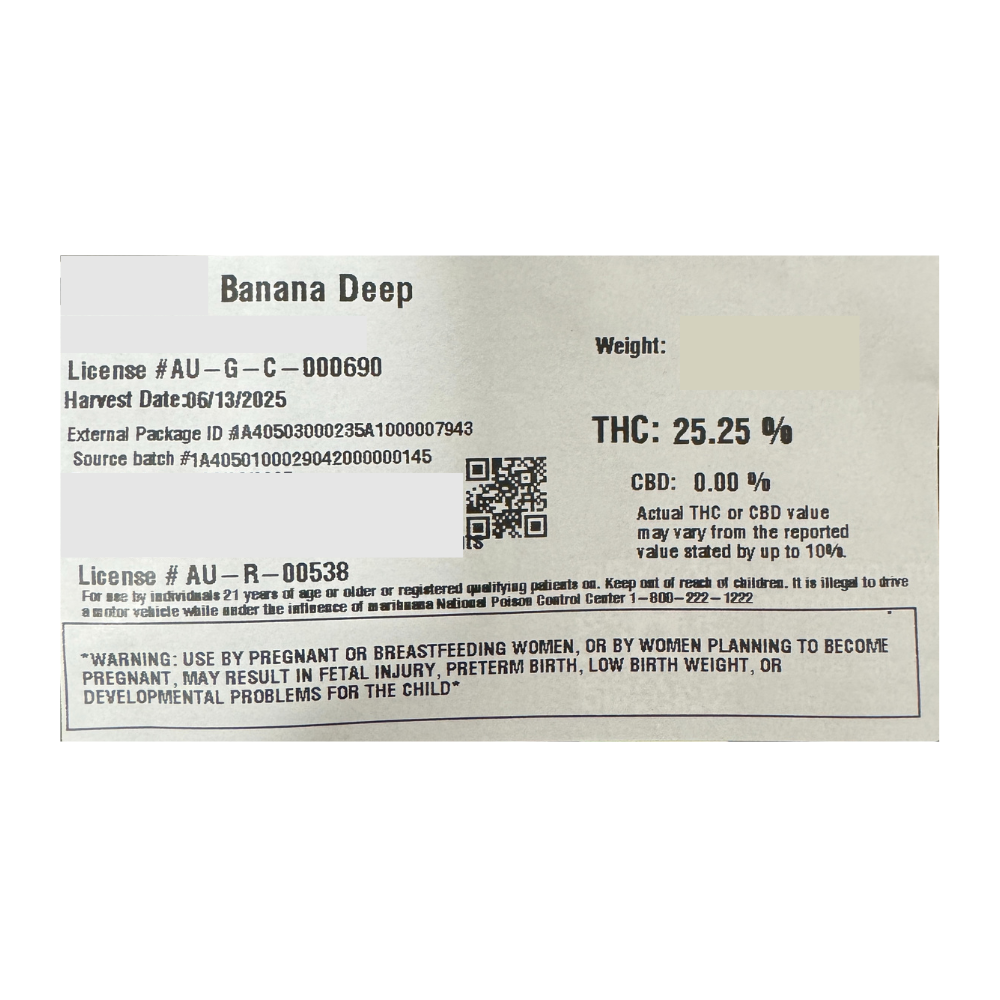 Banana Deep
License #AU-G-C-000690
Harvest Date:06/13/2025
External Package ID #1A40503000235A1000007943
Source batch #1A4050100029042000000145
License # AU-R-00538
Weight:
THC: 25.25 %
CBD: 0.00 %
Actual THC or CBD value
may vary from the reported
value stated by up to 10%.
For use by individuals 21 years of age or older or registered qualifying patients on. Keep out of reach of children. It is illegal to drive
a motor vehicle while under the influence of marihuana National Poison Control Center 1-800-222-1222
*WARNING: USE BY PREGNANT OR BREASTFEEDING WOMEN, OR BY WOMEN PLANNING TO BECOME
PREGNANT, MAY RESULT IN FETAL INJURY, PRETERM BIRTH, LOW BIRTH WEIGHT, OR
DEVELOPMENTAL PROBLEMS FOR THE CHILD*